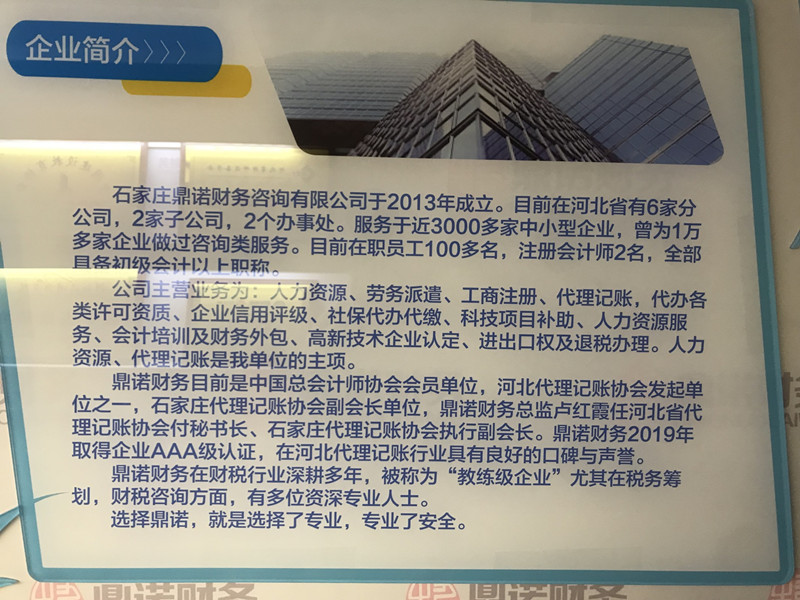 企业简介>>>
石家庄鼎诺财务咨询有限公司于2013年成立。目前在河北省有6家分
公司，2家子公司，2个办事处。服务于近3000多家中小型企业，曾为1万
多家企业做过咨询类服务。目前在职员工100多名，注册会计师2名，全部
具备初级会计以上职称。
公司主营业务为：人力资源、劳务派遣、工商注册、代理记账，代办各
类许可资质、企业信用评级、社保代办代缴、科技项目补助、人力资源服
务、会计培训及财务外包、高新技术企业认定、进出口权及退税办理。人力
资源、代理记账是我单位的主项。
鼎诺财务目前是中国总会计师协会会员单位，河北代理记账协会发起单
位之一，石家庄代理记账协会副会长单位，鼎诺财务总监卢红霞任河北省代
理记账协会付秘书长、石家庄代理记账协会执行副会长。鼎诺财务2019年
取得企业AAA级认证，在河北代理记账行业具有良好的口碑与声誉。
鼎诺财务在财税行业深耕多年，被称为“教练级企业”尤其在税务筹
划，财税咨询方面，有多位资深专业人士。
选择鼎诺，就是选择了专业，专业了安全。
鼎诺财务 鼎诺财务